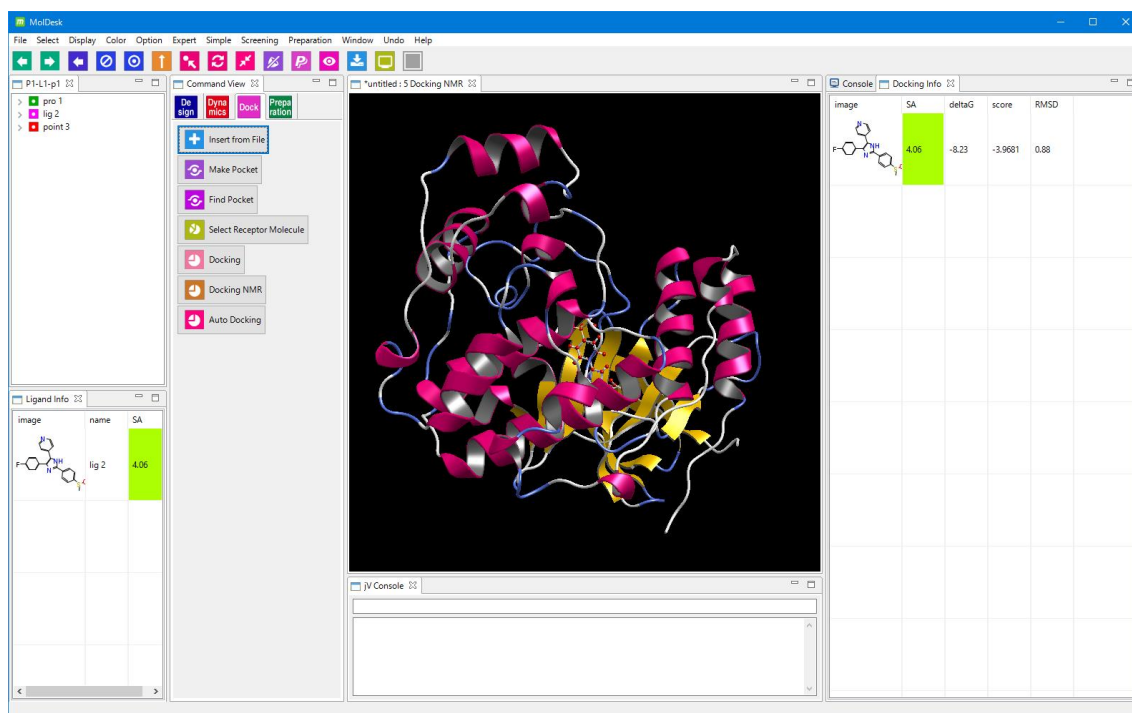 MolDesk
File Select Display Color Option Expert Simple Screening Preparation Window Undo Help
P1-L1-p1
pro 1
lig 2
point 3
Ligand Info
image name SA
N
F NH
N
lig 2 4.06
Command View
De
sign
Dyna
mics
Dock
Prepa
ration
Insert from File
Make Pocket
Find Pocket
Select Receptor Molecule
Docking
Docking NMR
Auto Docking
*untitled : 5 Docking NMR
jV Console
Console Docking Info
image SA deltaG score RMSD
N
F NH
N
4.06 -8.23 -3.9681 0.88